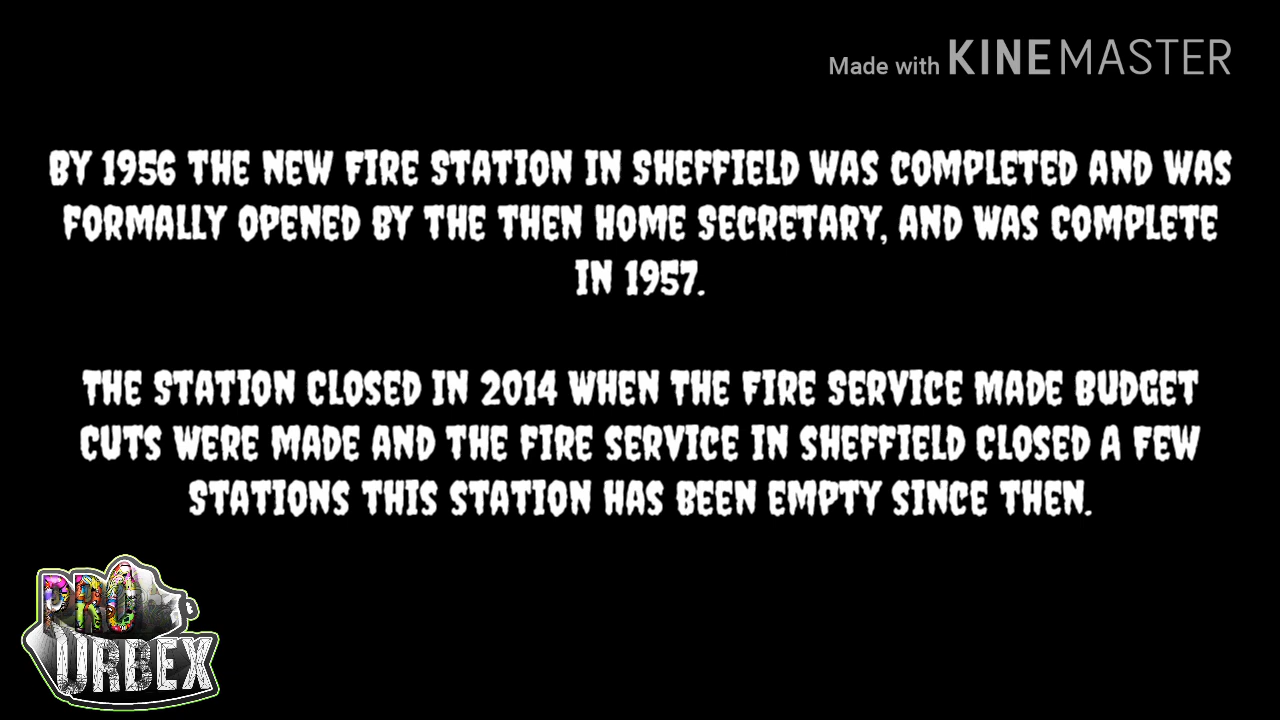 Made with KINEMASTER
BY 1956 THE NEW FIRE STATION IN SHEFFIELD WAS COMPLETED AND WAS
FORMALLY OPENED BY THE THEN HOME SECRETARY, AND WAS COMPLETE
IN 1957.
THE STATION CLOSED IN 2014 WHEN THE FIRE SERVICE MADE BUDGET
CUTS WERE MADE AND THE FIRE SERVICE IN SHEFFIELD CLOSED A FEW
STATIONS THIS STATION HAS BEEN EMPTY SINCE THEN.
PRO
URBEX